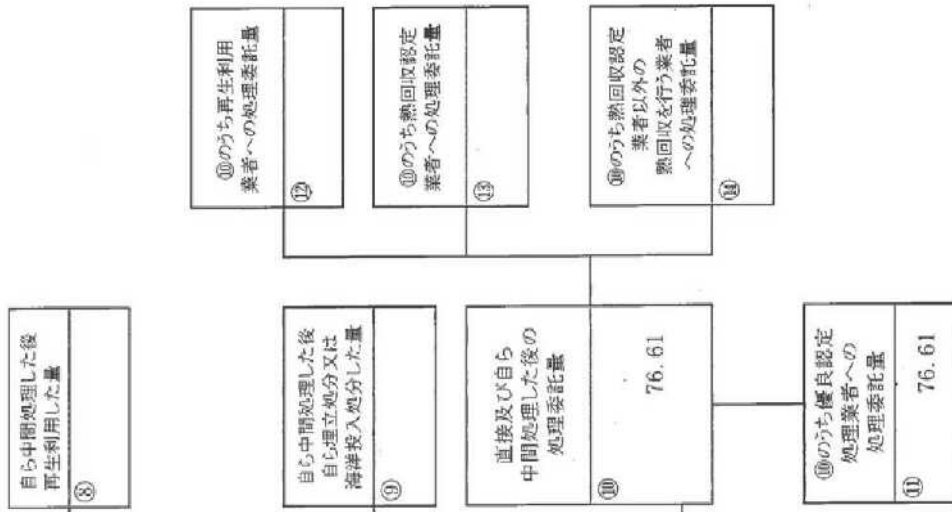 自ら中間処理した後
再生利用した量
⑧
自ら中間処理した後
自ら埋立処分又は
海洋投入処分した量
⑨
直接及び自ら
中間処理した後の
処理委託量
⑩
76.61
⑩のうち優良認定
処理業者への
処理委託量
⑪
76.61
⑩のうち再生利用
業者への処理委託量
⑫
⑩のうち熱回収認定
業者への処理委託量
⑬
⑩のうち熱回収認定
業者以外の
熱回収を行う業者
への処理委託量
⑭